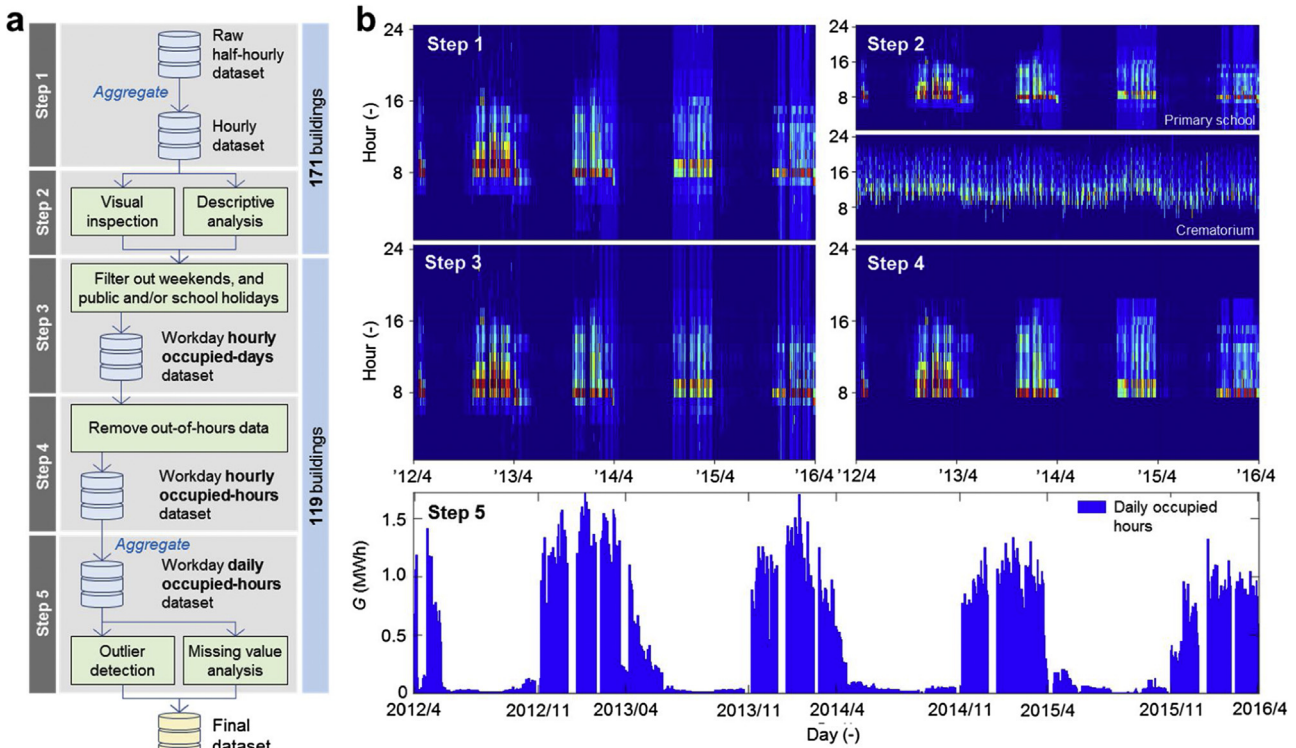 a
Step 1
Raw
half-hourly
dataset
Aggregate
Hourly
dataset
171 buildings
Step 2
Visual
inspection
Descriptive
analysis
Step 3
Filter out weekends, and
public and/or school holidays
Workday hourly
occupied-days
dataset
119 buildings
Step 4
Remove out-of-hours data
Workday hourly
occupied-hours
dataset
Step 5
Aggregate
Workday daily
occupied-hours
dataset
Outlier
detection
Missing value
analysis
Final
dataset
b
24
16
8
Hour (-)
Step 1
24
16
8
Step 2
Primary school
24
16
8
Crematorium
24
16
8
Hour (-)
Step 3
'12/4
'13/4
'14/4
'15/4
'16/4
24
16
8
Step 4
'12/4
'13/4
'14/4
'15/4
'16/4
Step 5
Daily occupied
hours
1.5
1.0
0.5
0
G (MWh)
2012/4
2012/11
2013/04
2013/11
2014/4
2014/11
2015/4
2015/11
2016/4
Day (-)